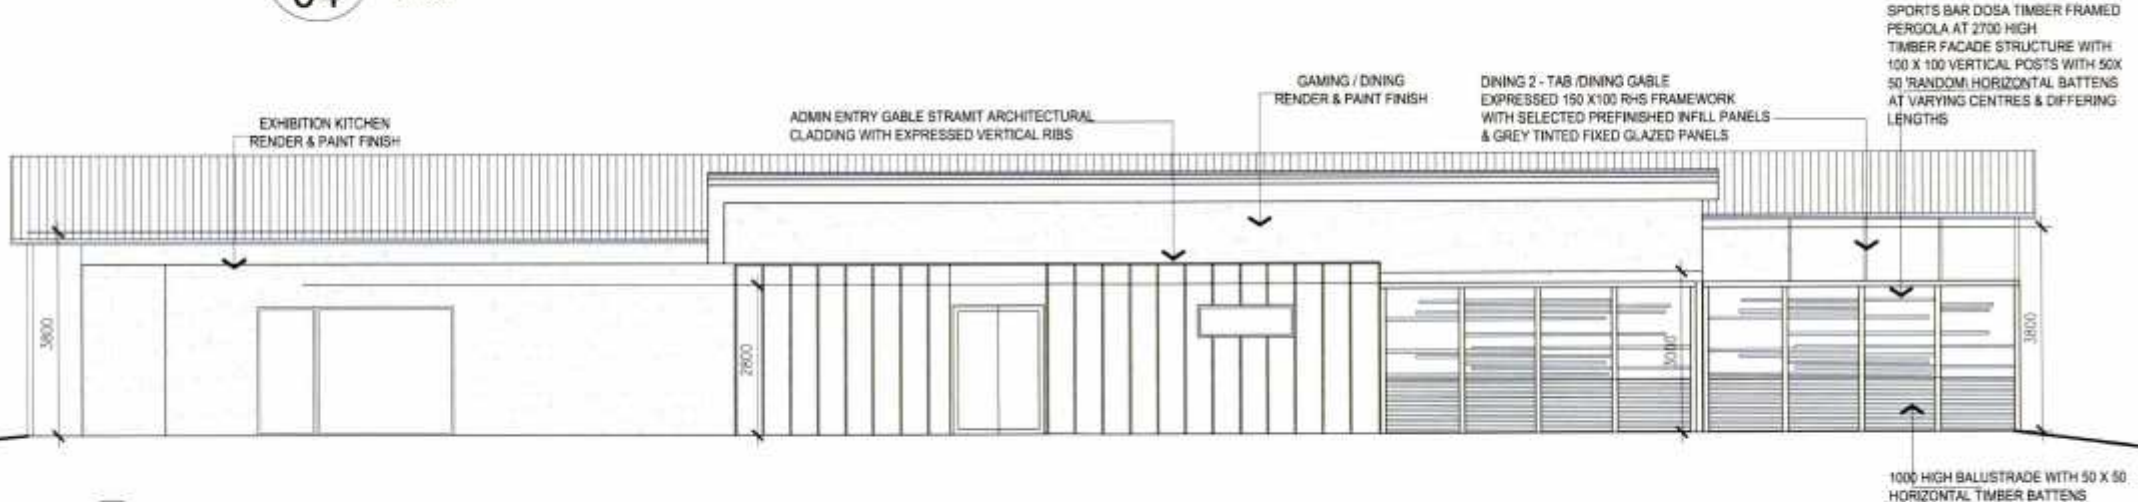 04
SPORTS BAR DOSA TIMBER FRAMED
PERGOLA AT 2700 HIGH
TIMBER FACADE STRUCTURE WITH
100 X 100 VERTICAL POSTS WITH 50X
50 'RANDOM' HORIZONTAL BATTENS
AT VARYING CENTRES & DIFFERING
LENGTHS
GAMING / DINING
RENDER & PAINT FINISH
DINING 2 - TAB /DINING GABLE
EXPRESSED 150 X100 RHS FRAMEWORK
WITH SELECTED PREFINISHED INFILL PANELS
& GREY TINTED FIXED GLAZED PANELS
ADMIN ENTRY GABLE STRAMIT ARCHITECTURAL
CLADDING WITH EXPRESSED VERTICAL RIBS
EXHIBITION KITCHEN
RENDER & PAINT FINISH
3800
2800
3000
3800
1000 HIGH BALUSTRADE WITH 50 X 50
HORIZONTAL TIMBER BATTENS